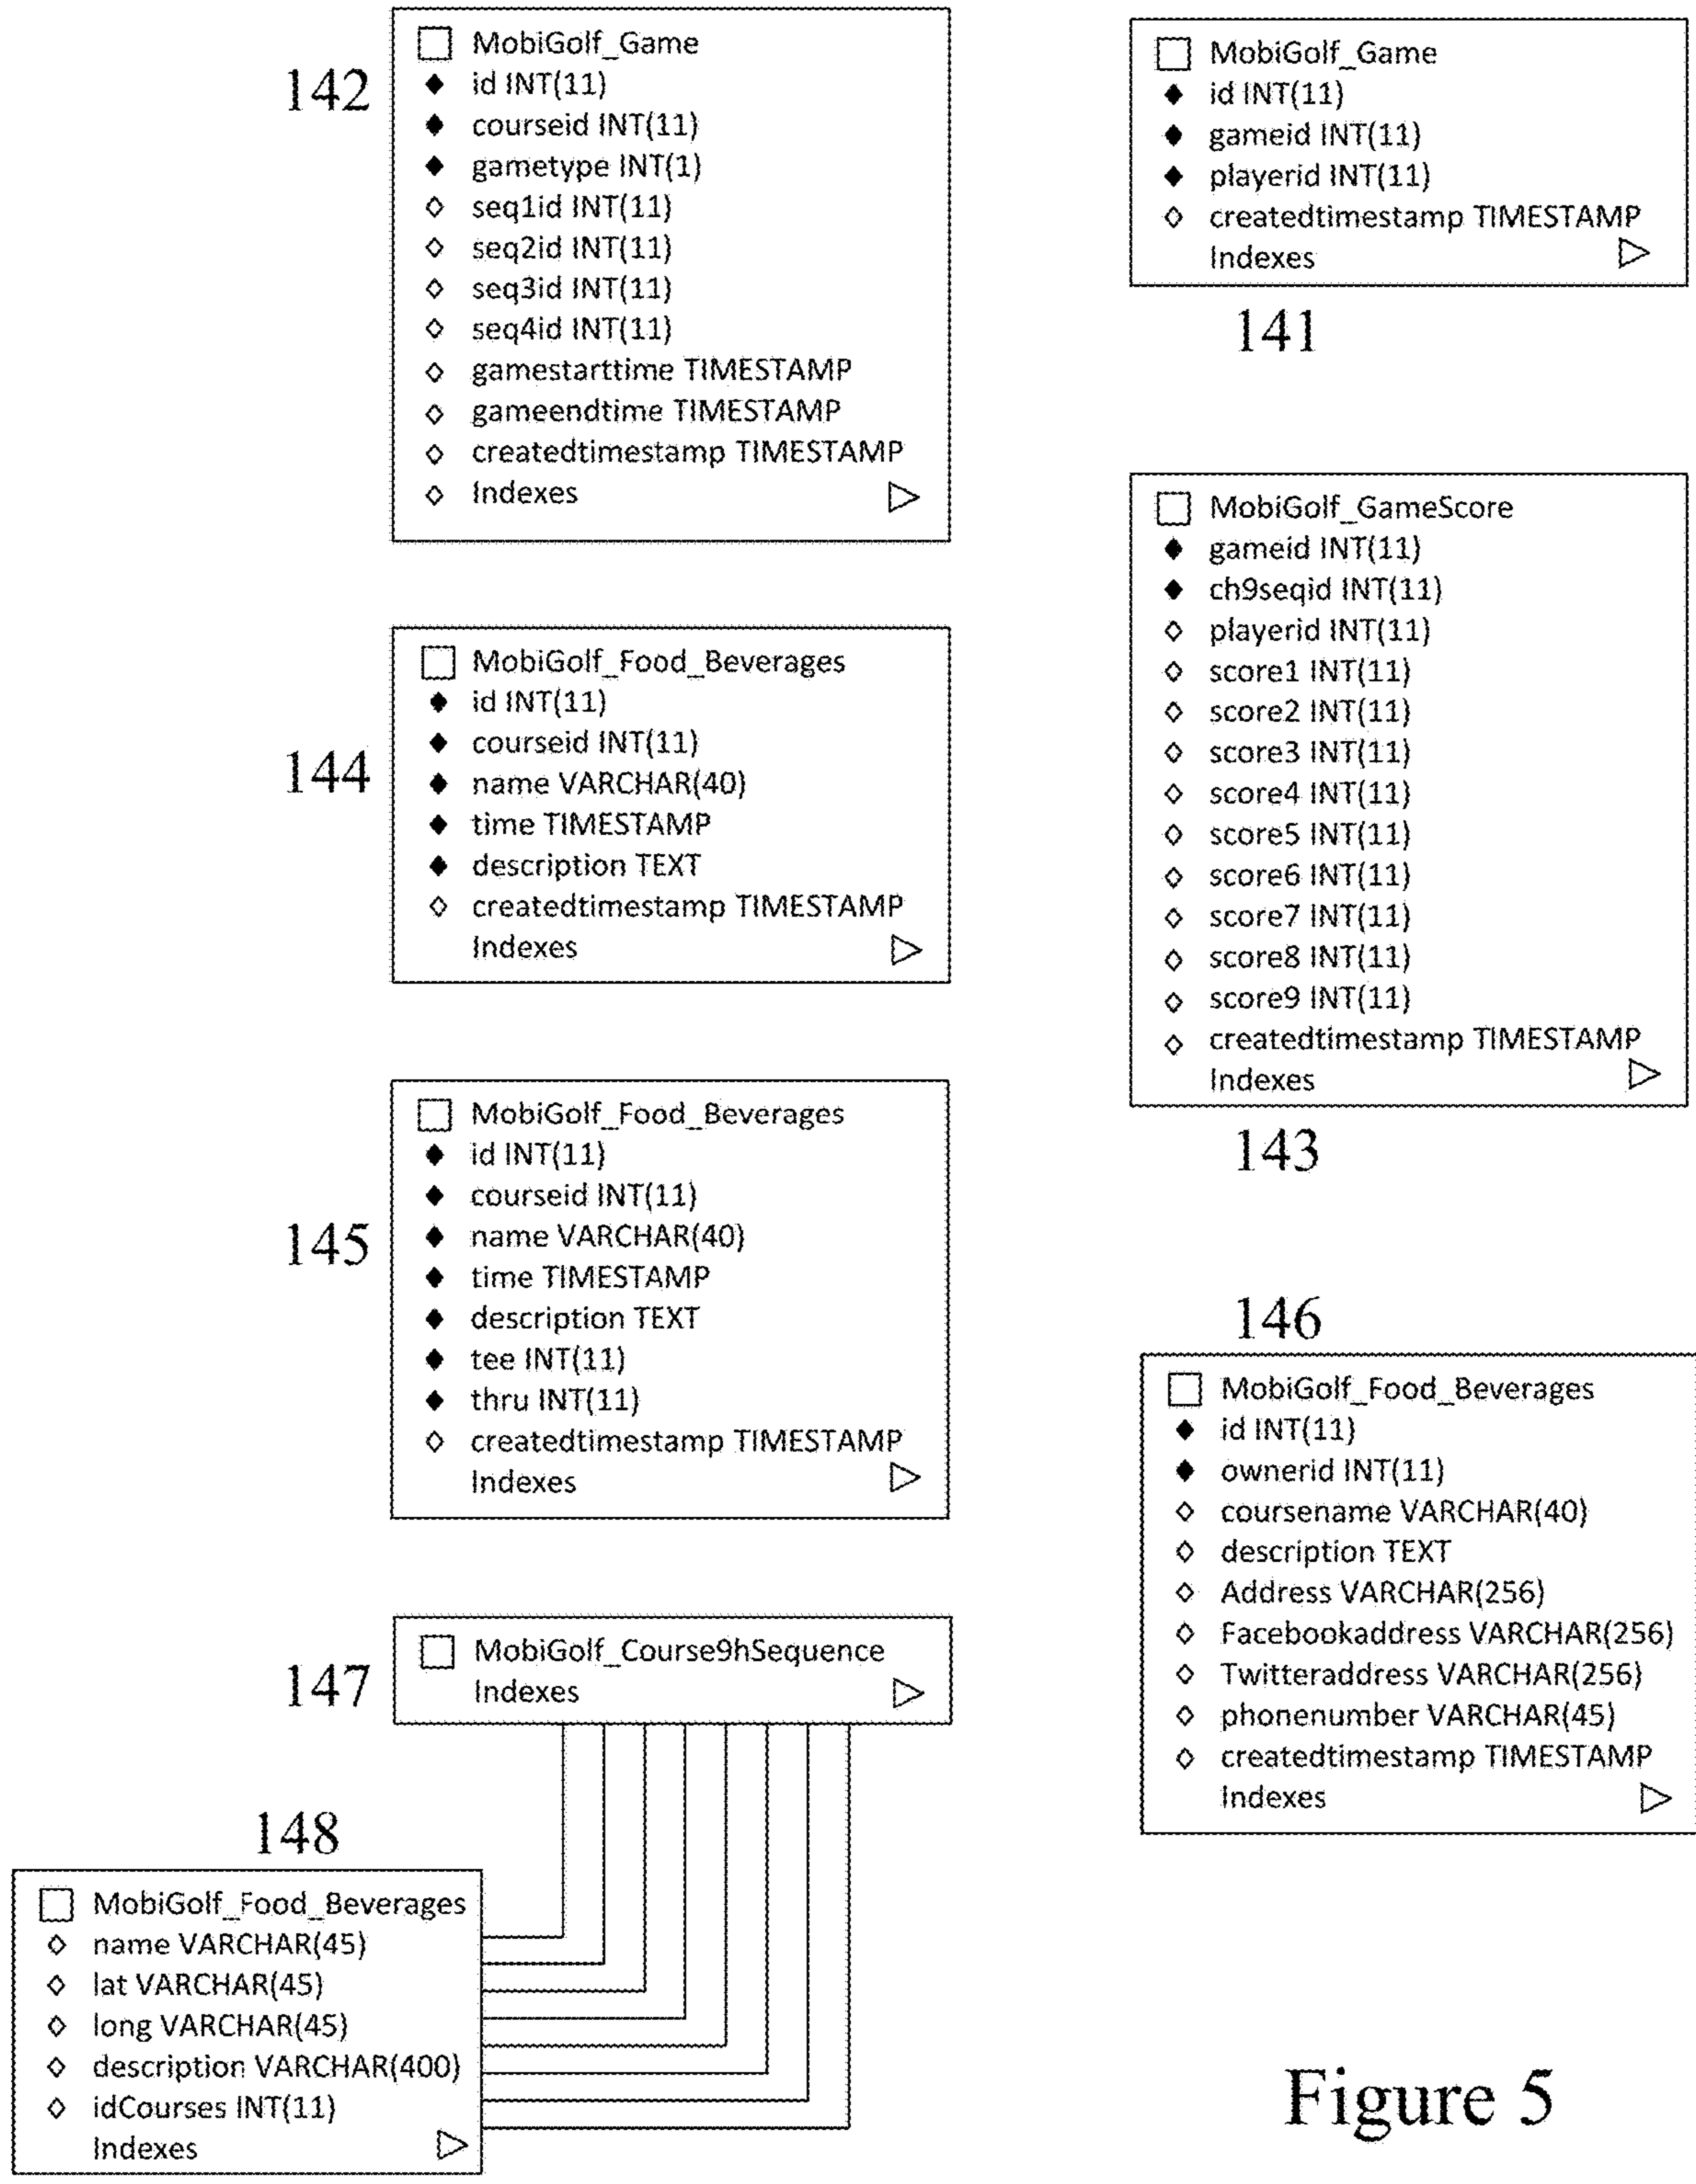 142
MobiGolf_Game
id INT(11)
courseid INT(11)
gametype INT(1)
seq1id INT(11)
seq2id INT(11)
seq3id INT(11)
seq4id INT(11)
gamestarttime TIMESTAMP
gameendtime TIMESTAMP
createdtimestamp TIMESTAMP
Indexes
MobiGolf_Game
id INT(11)
gameid INT(11)
playerid INT(11)
createdtimestamp TIMESTAMP
Indexes
141
MobiGolf_GameScore
gameid INT(11)
ch9seqid INT(11)
playerid INT(11)
score1 INT(11)
score2 INT(11)
score3 INT(11)
score4 INT(11)
score5 INT(11)
score6 INT(11)
score7 INT(11)
score8 INT(11)
score9 INT(11)
createdtimestamp TIMESTAMP
Indexes
143
144
MobiGolf_Food_Beverages
id INT(11)
courseid INT(11)
name VARCHAR(40)
time TIMESTAMP
description TEXT
createdtimestamp TIMESTAMP
Indexes
145
MobiGolf_Food_Beverages
id INT(11)
courseid INT(11)
name VARCHAR(40)
time TIMESTAMP
description TEXT
tee INT(11)
thru INT(11)
createdtimestamp TIMESTAMP
Indexes
146
MobiGolf_Food_Beverages
id INT(11)
ownerid INT(11)
coursename VARCHAR(40)
description TEXT
Address VARCHAR(256)
Facebookaddress VARCHAR(256)
Twitteraddress VARCHAR(256)
phonenumber VARCHAR(45)
createdtimestamp TIMESTAMP
Indexes
147
MobiGolf_Course9hSequence
Indexes
148
MobiGolf_Food_Beverages
name VARCHAR(45)
lat VARCHAR(45)
long VARCHAR(45)
description VARCHAR(400)
idCourses INT(11)
Indexes
Figure 5